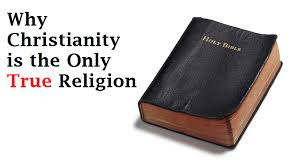 Why
Christianity
is the Only
True Religion
HOLY BIBLE